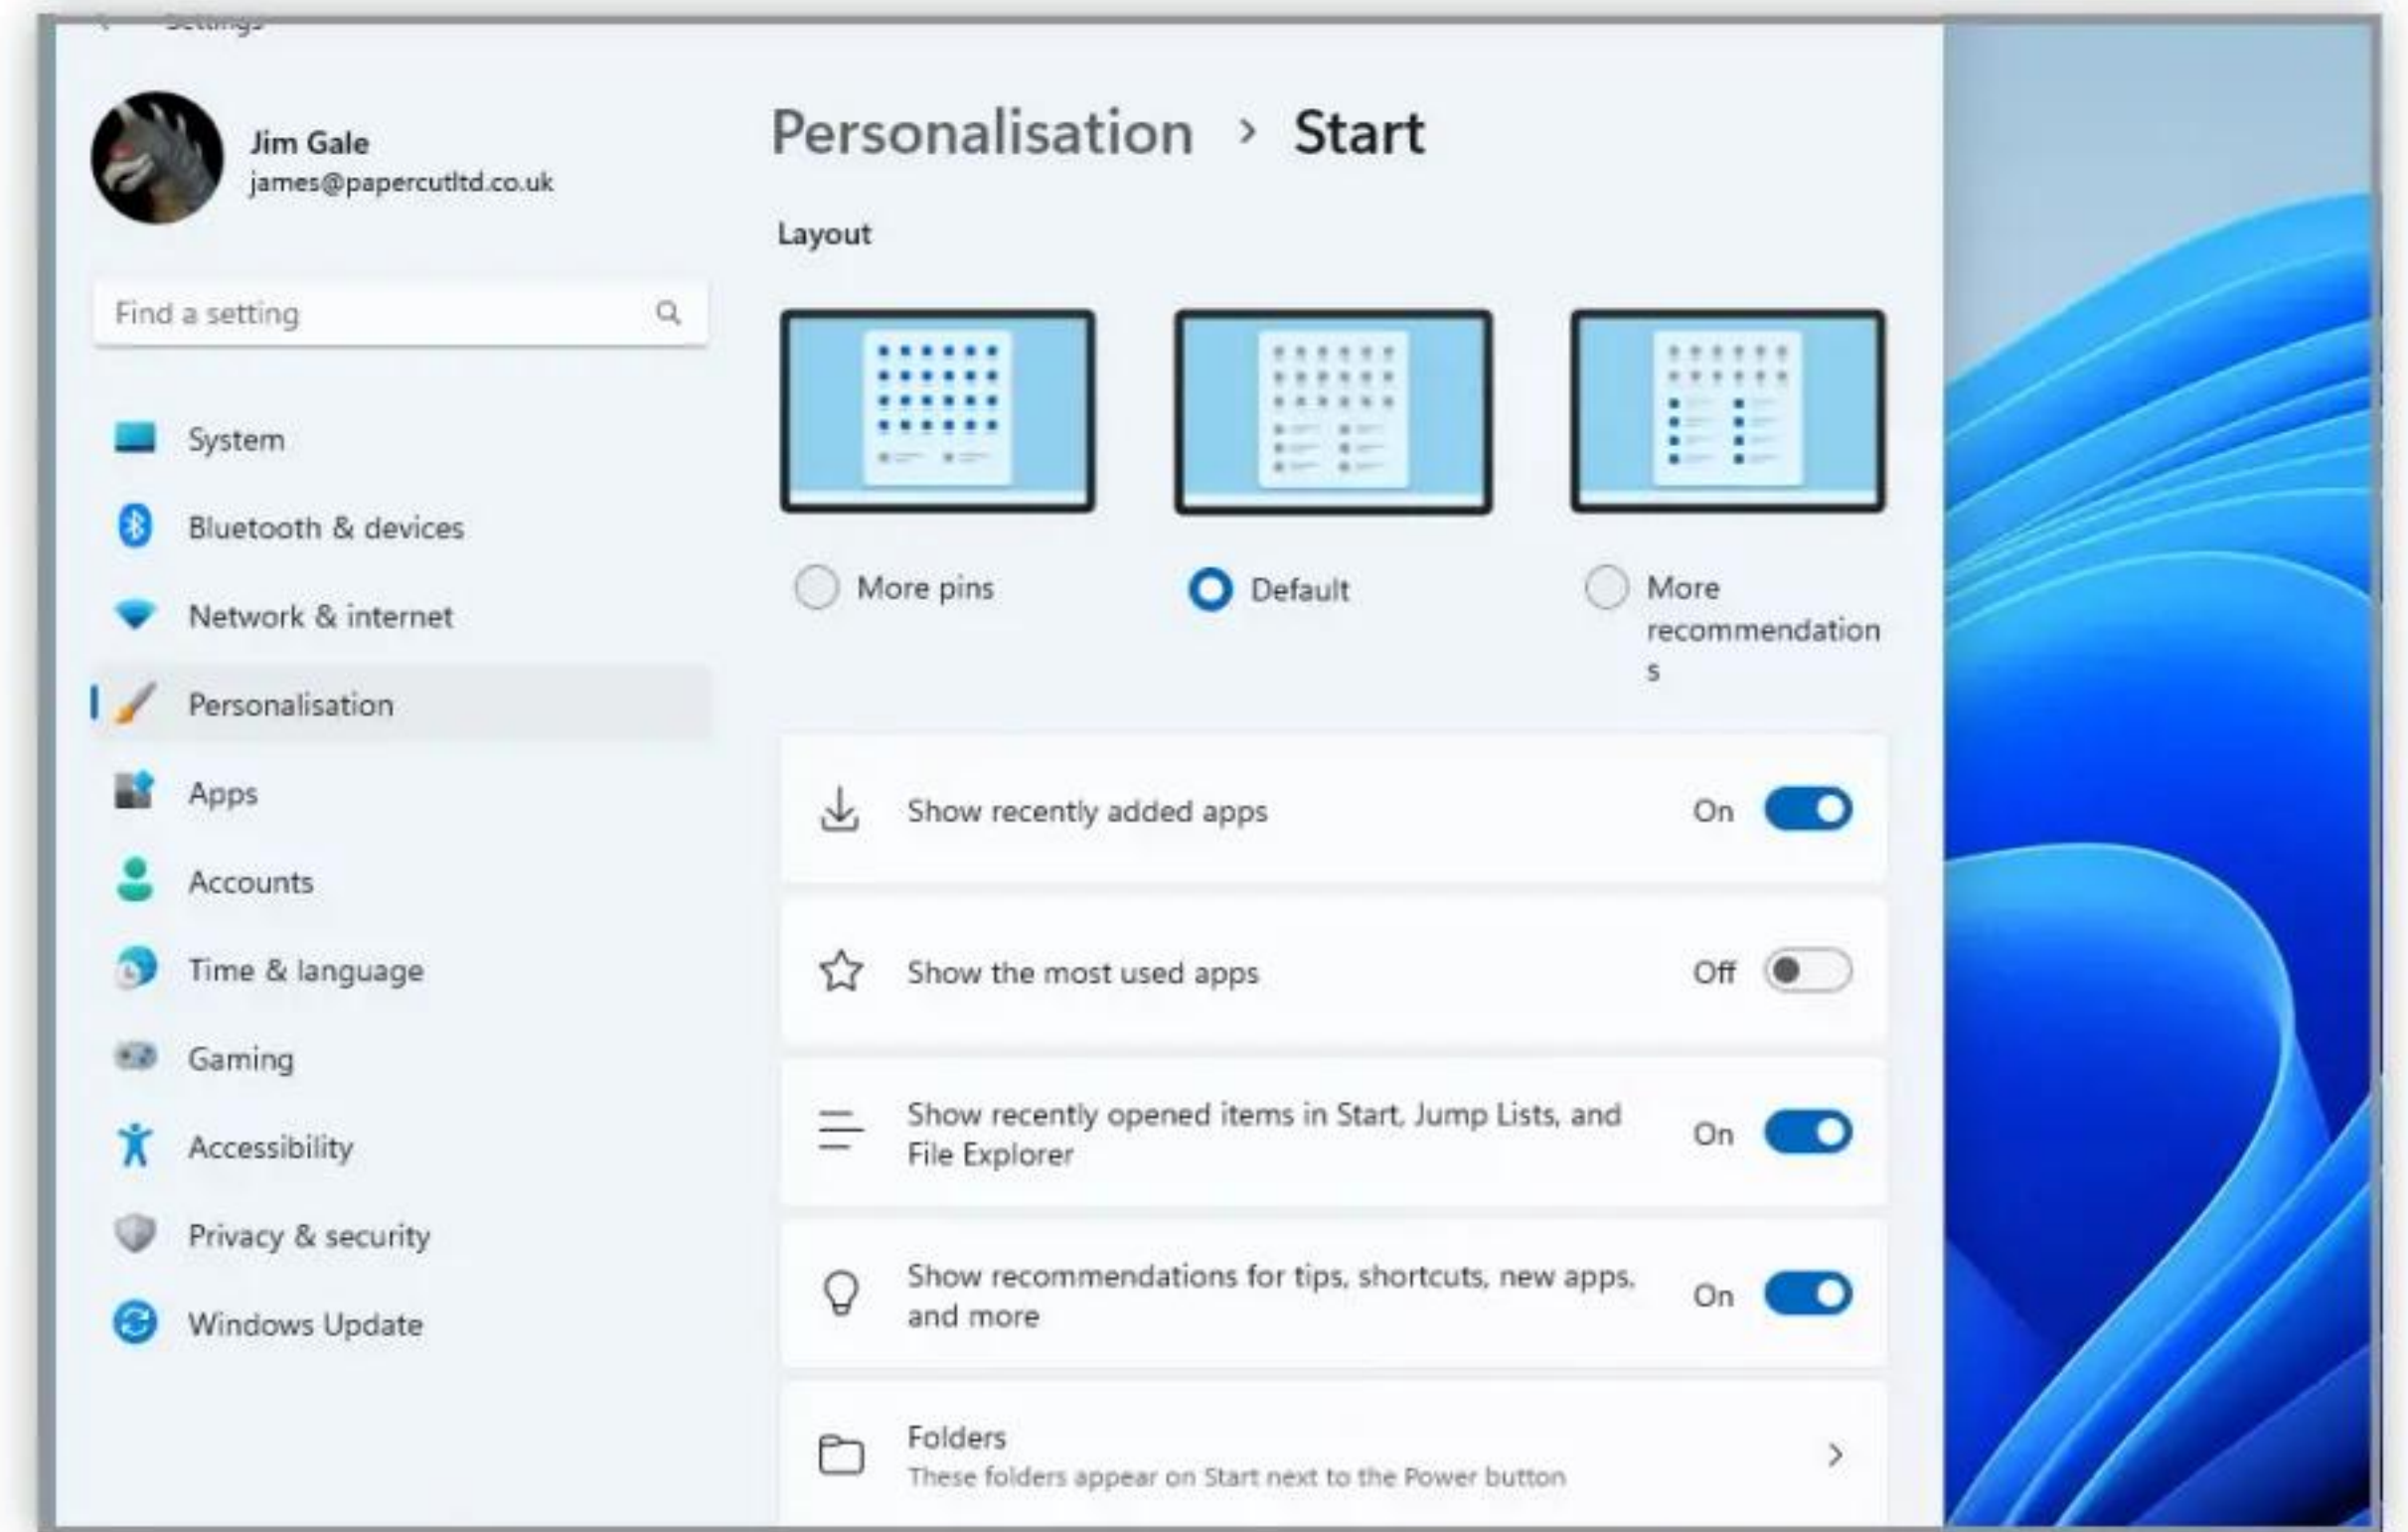 Settings
Jim Gale
james@papercutltd.co.uk
Find a setting
System
Bluetooth & devices
Network & internet
Personalisation
Apps
Accounts
Time & language
Gaming
Accessibility
Privacy & security
Windows Update
Personalisation > Start
Layout
More pins
Default
More
recommendation
s
Show recently added apps On
Show the most used apps Off
Show recently opened items in Start, Jump Lists, and
File Explorer
On
Show recommendations for tips, shortcuts, new apps,
and more
On
Folders
These folders appear on Start next to the Power button